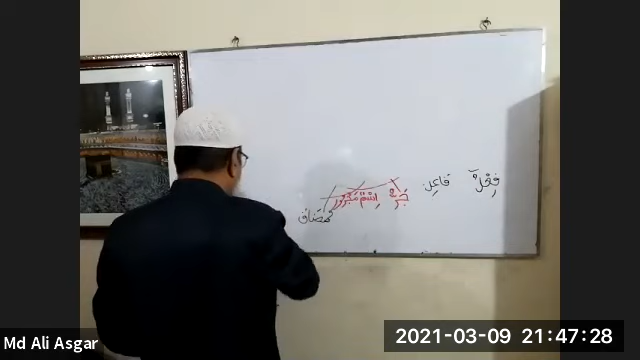 فِعْلٌ فَاعِل جَرٌّ اِسْمٌ مَجْرُوْر مُضَاف
Md Ali Asgar
2021-03-09 21:47:28